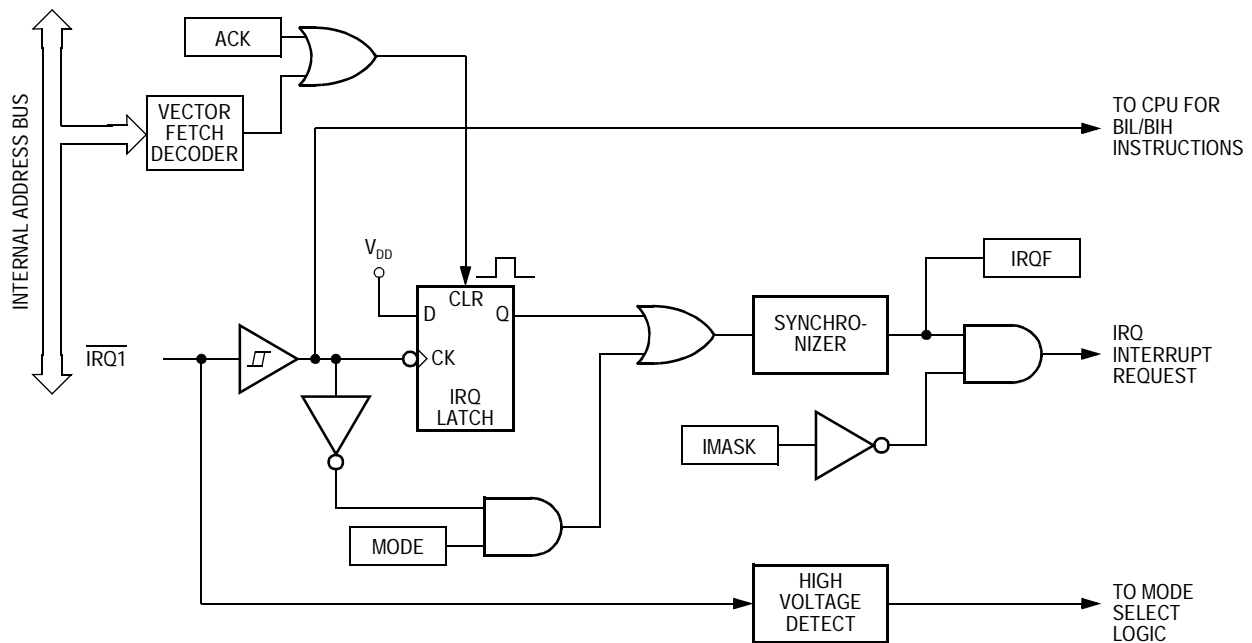 INTERNAL ADDRESS BUS
ACK
VECTOR
FETCH
DECODER
TO CPU FOR
BIL/BIH
INSTRUCTIONS
VDD
CLR
D
Q
CK
IRQ
LATCH
IRQ1
SYNCHRO-
NIZER
IRQF
IRQ
INTERRUPT
REQUEST
IMASK
MODE
HIGH
VOLTAGE
DETECT
TO MODE
SELECT
LOGIC